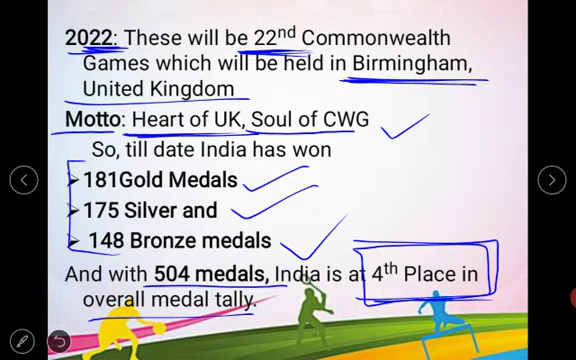 2022: These will be 22nd Commonwealth
Games which will be held in Birmingham,
United Kingdom
Motto: Heart of UK, Soul of CWG
So, till date India has won
➢181Gold Medals
➢175 Silver and
➢ 148 Bronze medals
And with 504 medals, India is at 4th Place in
overall medal tally.